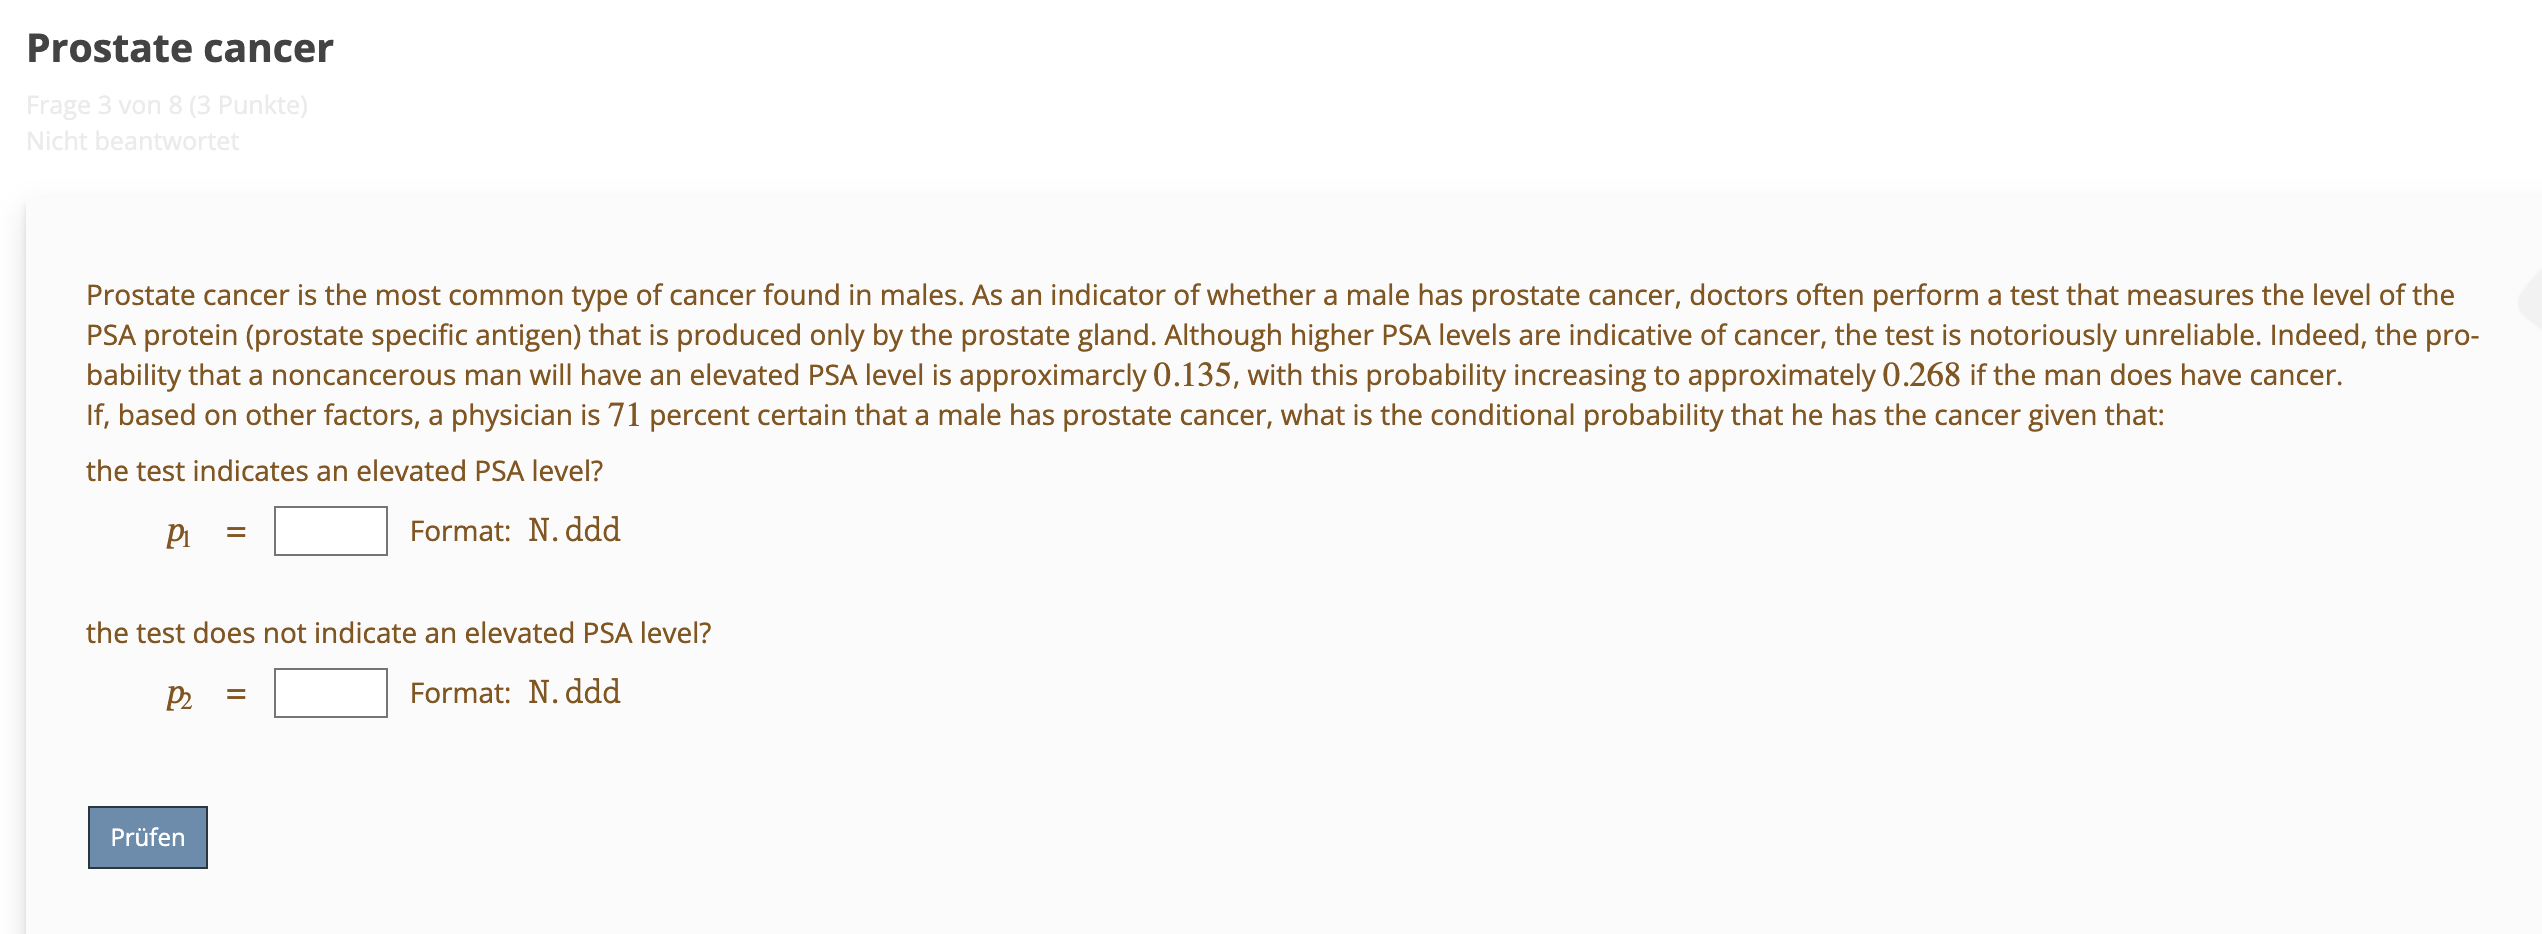 Prostate cancer
Frage 3 von 8 (3 Punkte)
Nicht beantwortet
Prostate cancer is the most common type of cancer found in males. As an indicator of whether a male has prostate cancer, doctors often perform a test that measures the level of the
PSA protein (prostate specific antigen) that is produced only by the prostate gland. Although higher PSA levels are indicative of cancer, the test is notoriously unreliable. Indeed, the pro-
bability that a noncancerous man will have an elevated PSA level is approximarcly 0.135, with this probability increasing to approximately 0.268 if the man does have cancer.
If, based on other factors, a physician is 71 percent certain that a male has prostate cancer, what is the conditional probability that he has the cancer given that:
the test indicates an elevated PSA level?
p₁ = Format: N.ddd
the test does not indicate an elevated PSA level?
p₂ = Format: N.ddd
Prüfen